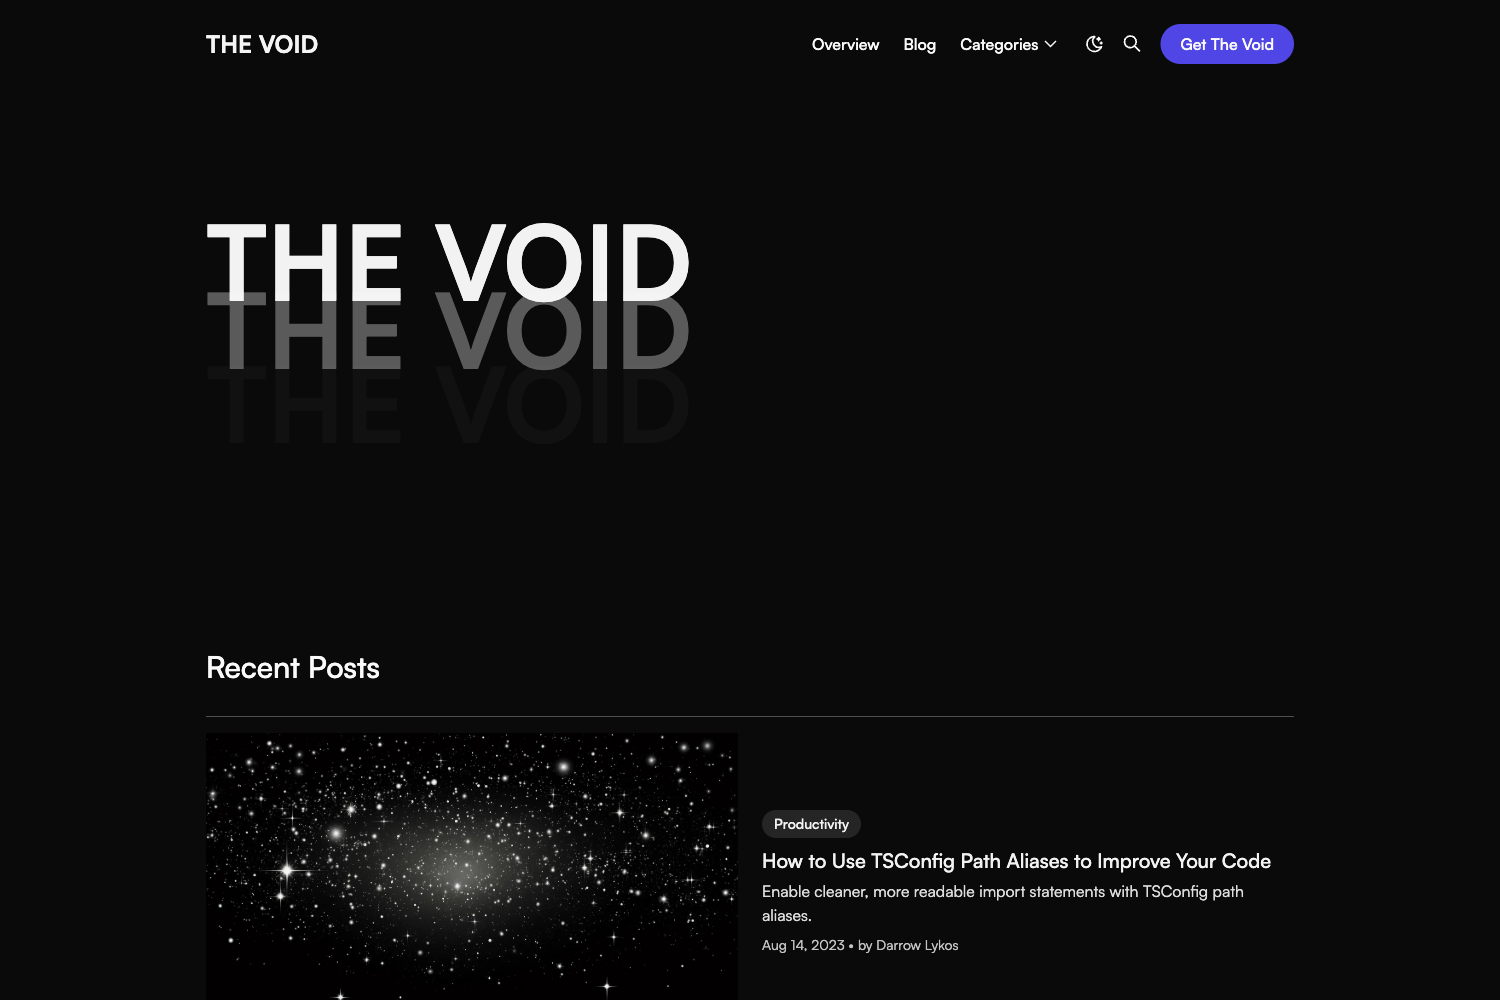 THE VOID
Overview
Blog
Categories
Get The Void
THE VOID
THE VOID
THE VOID
Recent Posts
Productivity
How to Use TSConfig Path Aliases to Improve Your Code
Enable cleaner, more readable import statements with TSConfig path
aliases.
Aug 14, 2023 • by Darrow Lykos